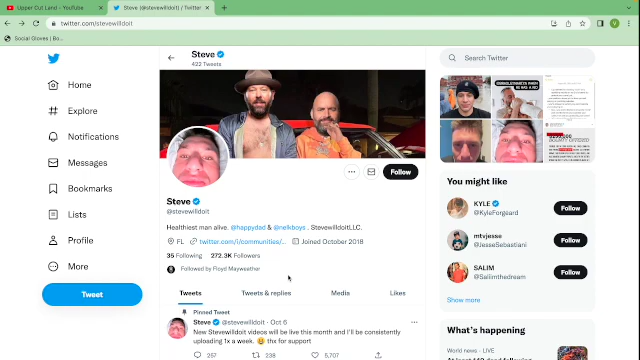 Upper Cut Land - YouTube
Steve (@stevewilldoit) / Twitter
twitter.com/stevewilldoit
Social Gloves | Bo...
Steve
422 Tweets
Search Twitter
Home
Explore
Notifications
Messages
Bookmarks
Lists
Profile
More
Tweet
Follow
Steve
@stevewilldoit
Healthiest man alive. @happydad & @nelkboys . StevewilldoitLLC.
FL twitter.com/i/communities/... Joined October 2018
35 Following 272.3K Followers
Followed by Floyd Mayweather
Tweets Tweets & replies Media Likes
Pinned Tweet
Steve @stevewilldoit · Oct 6
New Stevewilldoit videos will be live this month and I'll be consistently
uploading 1x a week. thx for support
257 238 5,707
You might like
KYLE
@KyleForgeard
Follow
mtvjesse
@JesseSebastiani
Follow
SALIM
@Saliimthedream
Follow
Show more
What's happening
World news · LIVE